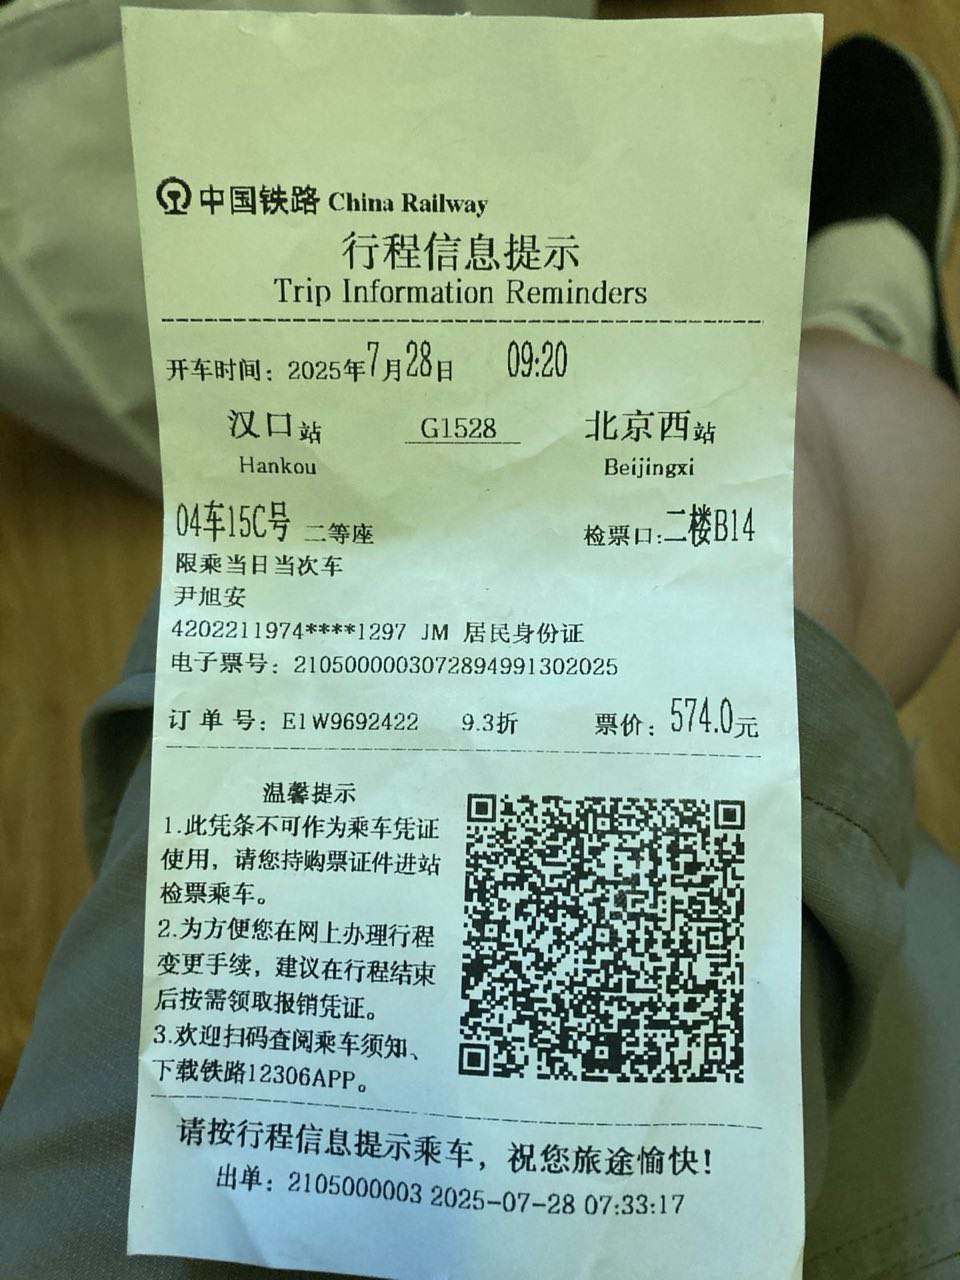 中国铁路 China Railway
行程信息提示
Trip Information Reminders
开车时间：2025年7月28日 09:20
汉口站 G1528 北京西站
Hankou Beijingxi
04车15C号 二等座 检票口:二楼B14
限乘当日当次车
尹旭安
4202211974****1297 JM 居民身份证
电子票号：2105000003072894991302025
订单号：E1W9692422 9.3折 票价：574.0元
温馨提示
1.此凭条不可作为乘车凭证
使用，请您持购票证件进站
检票乘车。
2.为方便您在网上办理行程
变更手续，建议在行程结束
后按需领取报销凭证。
3.欢迎扫码查阅乘车须知、
下载铁路12306APP。
请按行程信息提示乘车，祝您旅途愉快！
出单：2105000003 2025-07-28 07:33:17